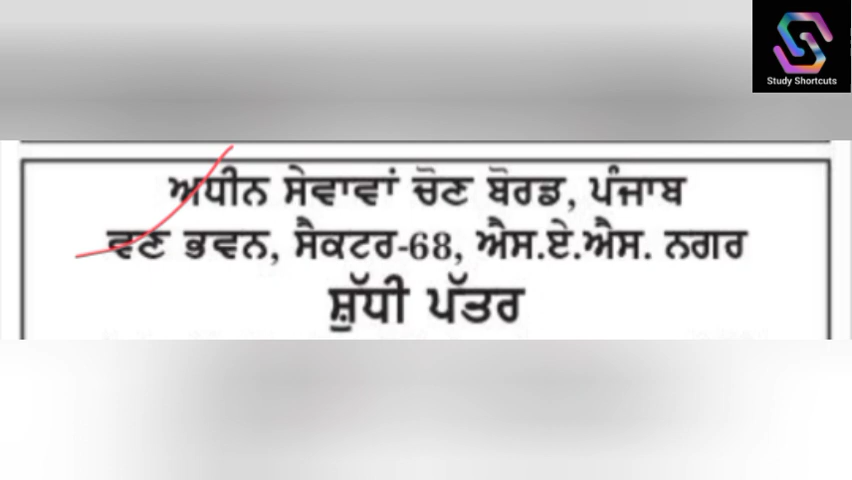 Study Shortcuts
ਅਧੀਨ ਸੇਵਾਵਾਂ ਚੋਣ ਬੋਰਡ, ਪੰਜਾਬ
ਵਣ ਭਵਨ, ਸੈਕਟਰ-68, ਐਸ.ਏ.ਐਸ. ਨਗਰ
ਸ਼ੁੱਧੀ ਪੱਤਰ